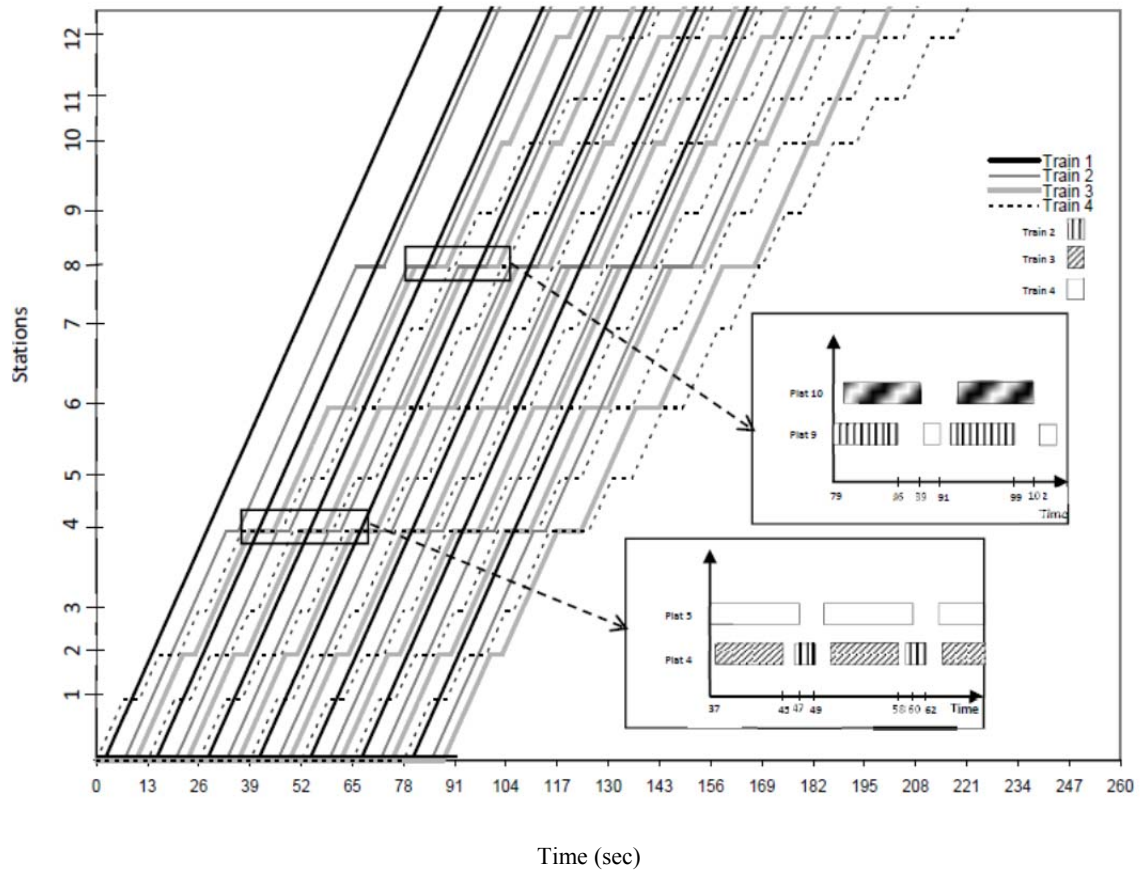 12
11
10
9
8
7
6
5
4
3
2
1
Stations
Train 1
Train 2
Train 3
Train 4
Train 2
Train 3
Train 4
Plat 10
Plat 9
79 99 102
Time
Plat 5
Plat 4
37 45 47 49 58 60 62 Time
0 13 26 39 52 65 78 91 104 117 130 143 156 169 182 195 208 221 234 247 260
Time (sec)